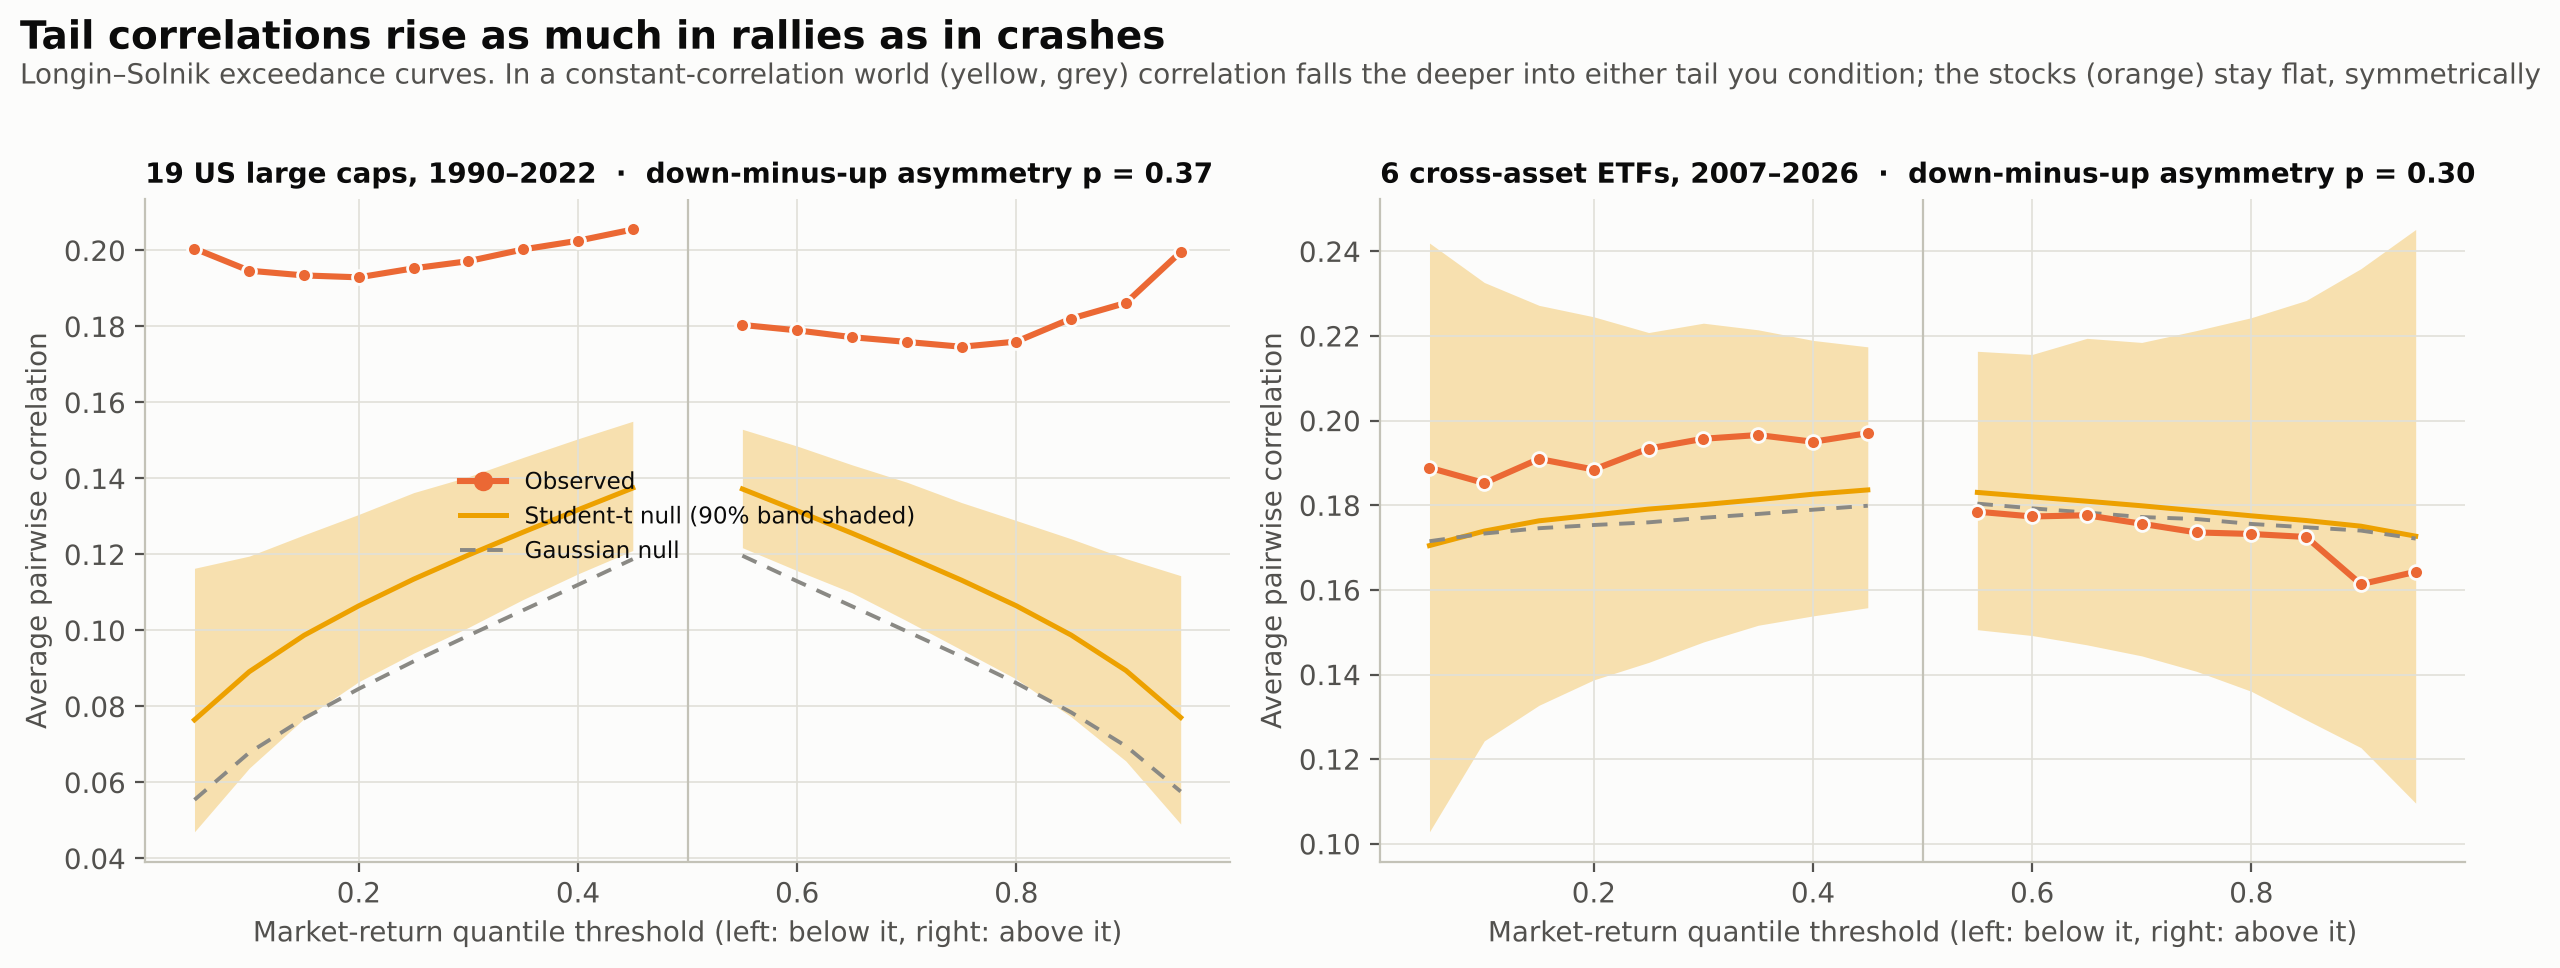 Tail correlations rise as much in rallies as in crashes
Longin–Solnik exceedance curves. In a constant-correlation world (yellow, grey) correlation falls the deeper into either tail you condition; the stocks (orange) stay flat, symmetrically
19 US large caps, 1990–2022 · down-minus-up asymmetry p = 0.37
Average pairwise correlation
0.20
0.18
0.16
0.14
0.12
0.10
0.08
0.06
0.04
Observed
Student-t null (90% band shaded)
Gaussian null
0.2 0.4 0.6 0.8
Market-return quantile threshold (left: below it, right: above it)
6 cross-asset ETFs, 2007–2026 · down-minus-up asymmetry p = 0.30
Average pairwise correlation
0.24
0.22
0.20
0.18
0.16
0.14
0.12
0.10
0.2 0.4 0.6 0.8
Market-return quantile threshold (left: below it, right: above it)